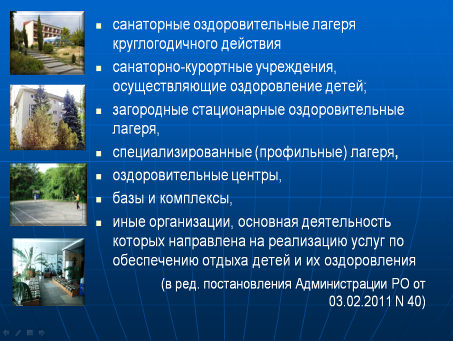 санаторные оздоровительные лагеря
круглогодичного действия
санаторно-курортные учреждения,
осуществляющие оздоровление детей;
загородные стационарные оздоровительные
лагеря,
специализированные (профильные) лагеря,
оздоровительные центры,
базы и комплексы,
иные организации, основная деятельность
которых направлена на реализацию услуг по
обеспечению отдыха детей и их оздоровления
(в ред. постановления Администрации РО от
03.02.2011 N 40)